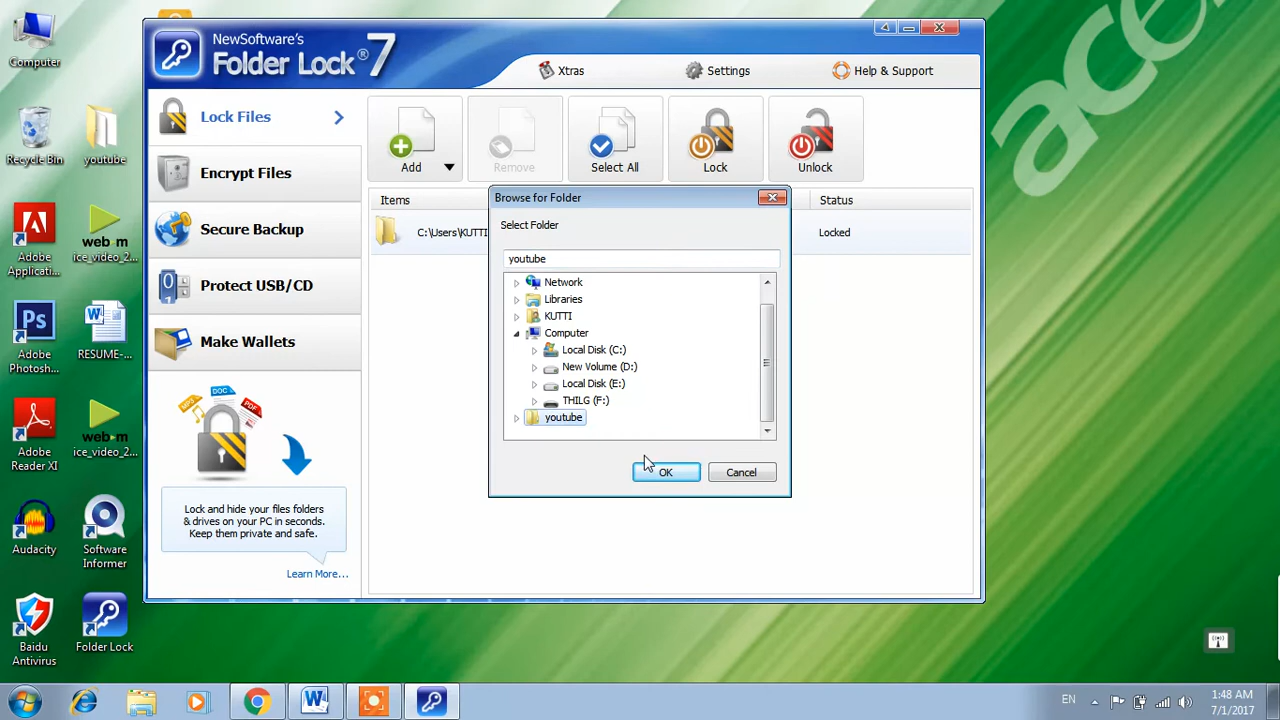 NewSoftware's
Folder Lock® 7
Xtras
Settings
Help & Support
acer
Computer
Recycle Bin
youtube
Adobe
Applicati...
web·m
ice_video_2...
Adobe
Photosh...
RESUME-...
Adobe
Reader XI
web·m
ice_video_2...
Audacity
Software
Informer
Baidu
Antivirus
Folder Lock
Lock Files
Encrypt Files
Secure Backup
Protect USB/CD
Make Wallets
MP3
DOC
PDF
Lock and hide your files folders
& drives on your PC in seconds.
Keep them private and safe.
Learn More...
Add
Remove
Select All
Lock
Unlock
Items
Status
C:\Users\KUTTI
Locked
Browse for Folder
Select Folder
youtube
Network
Libraries
KUTTI
Computer
Local Disk (C:)
New Volume (D:)
Local Disk (E:)
THILG (F:)
youtube
OK
Cancel
EN
1:48 AM
7/1/2017